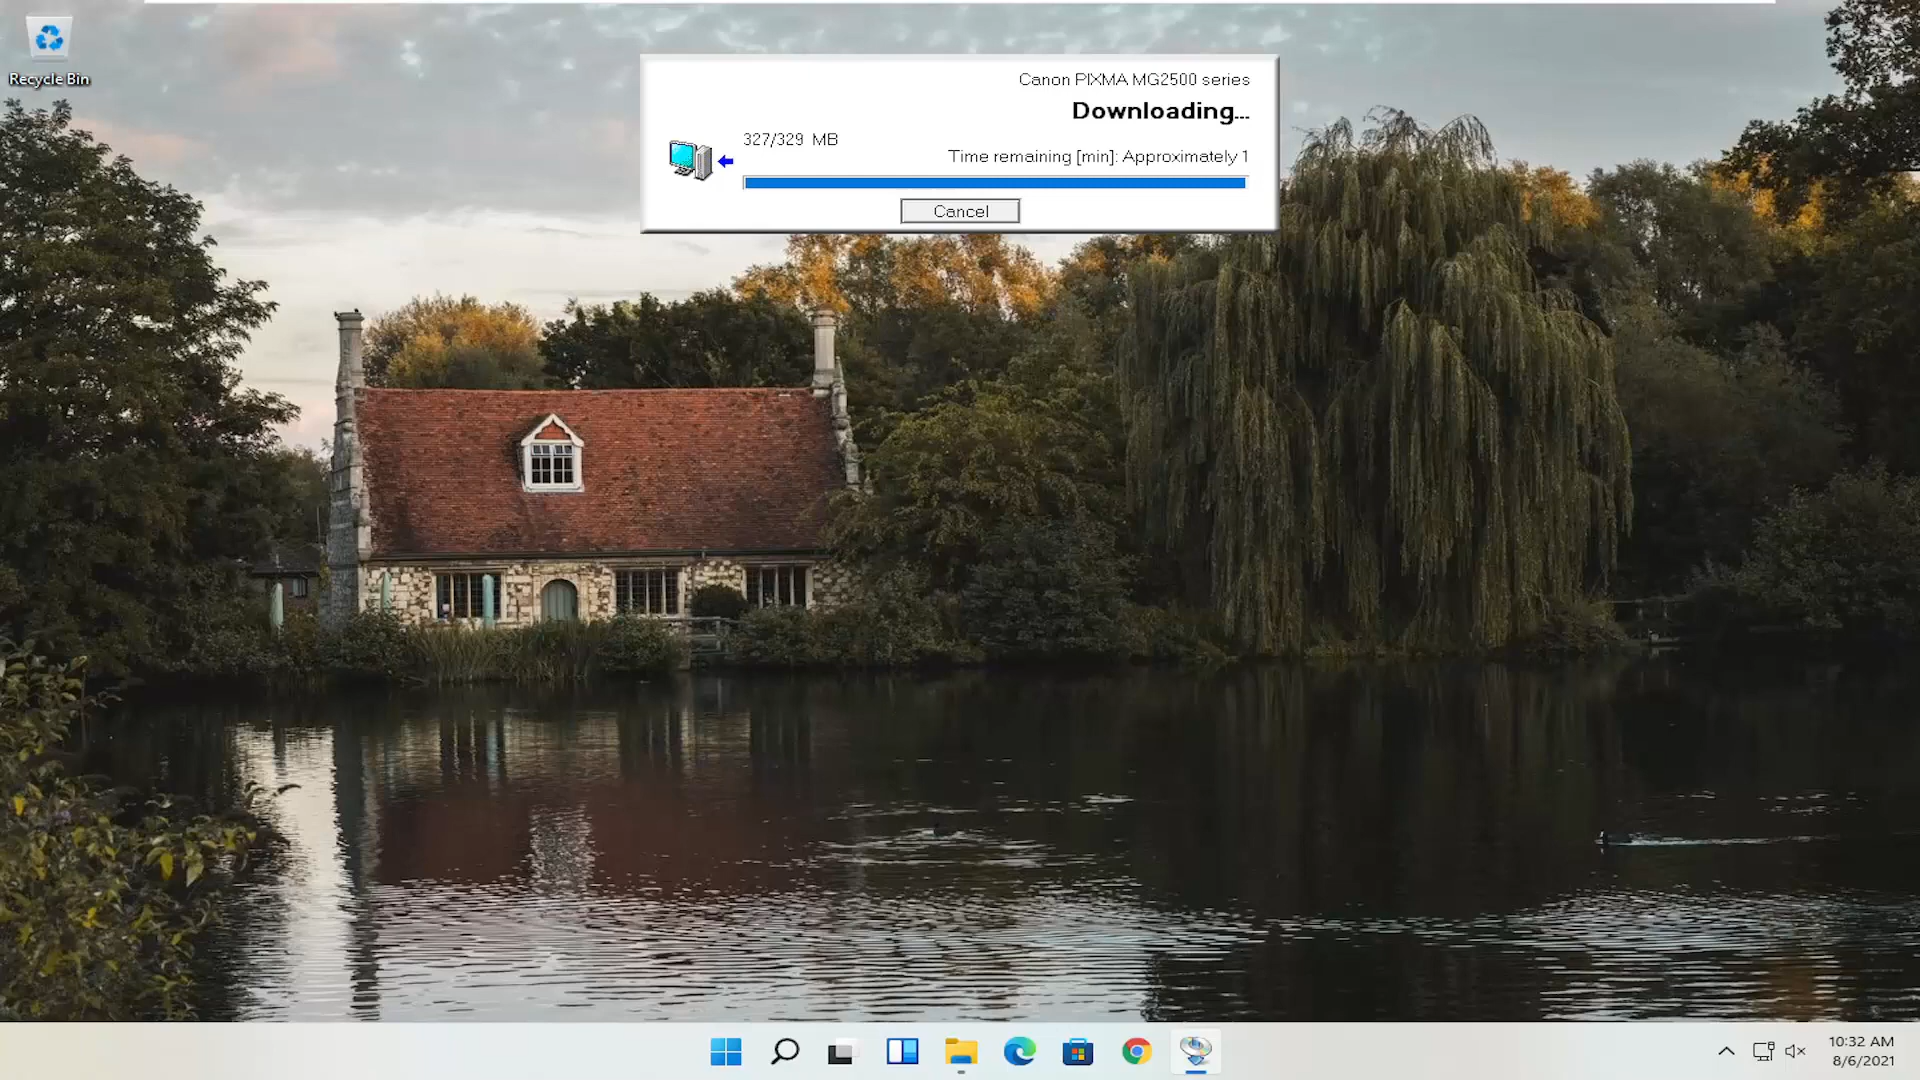 Recycle Bin
Canon PIXMA MG2500 series
Downloading...
327/329 MB
Time remaining [min]: Approximately 1
Cancel
10:32 AM
8/6/2021